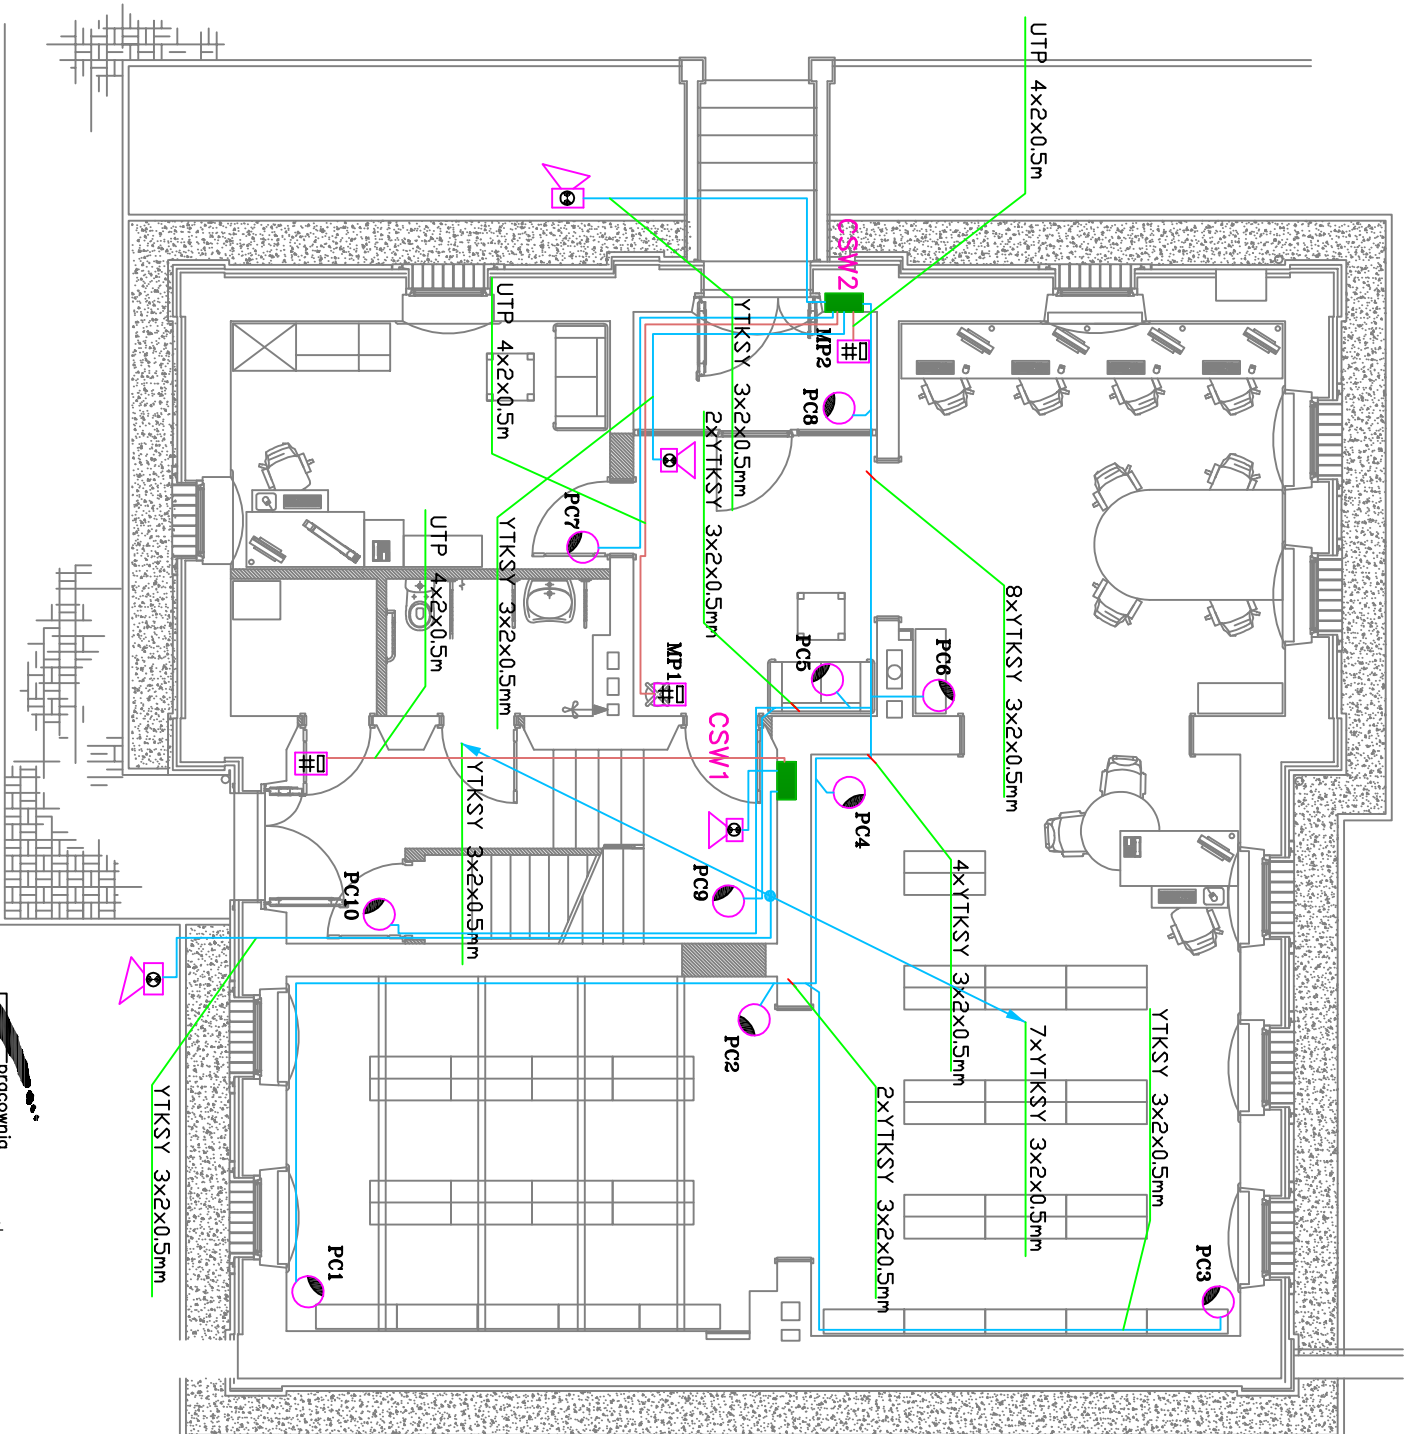 UTP 4x2x0,5m
CSW2
MP2
PC8
UTP 4x2x0,5m
YTKSY 3x2x0,5mm
2xYTKSY 3x2x0,5mm
PC7
UTP 4x2x0,5m
YTKSY 3x2x0,5mm
8xYTKSY 3x2x0,5mm
PC5
PC6
MP1
CSW1
YTKSY 3x2x0,5mm
PC4
PC9
PC10
4xYTKSY 3x2x0,5mm
PC2
7xYTKSY 3x2x0,5mm
YTKSY 3x2x0,5mm
2xYTKSY 3x2x0,5mm
YTKSY 3x2x0,5mm
PC1
PC3
pracownia